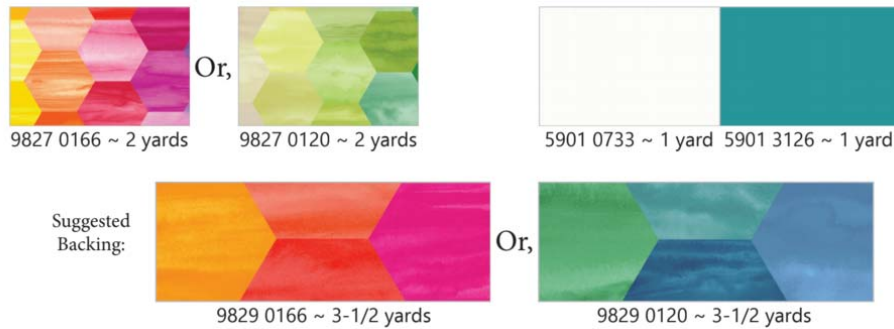 Or,
9827 0166 ~ 2 yards
9827 0120 ~ 2 yards
5901 0733 ~ 1 yard
5901 3126 ~ 1 yard
Suggested
Backing:
Or,
9829 0166 ~ 3-1/2 yards
9829 0120 ~ 3-1/2 yards